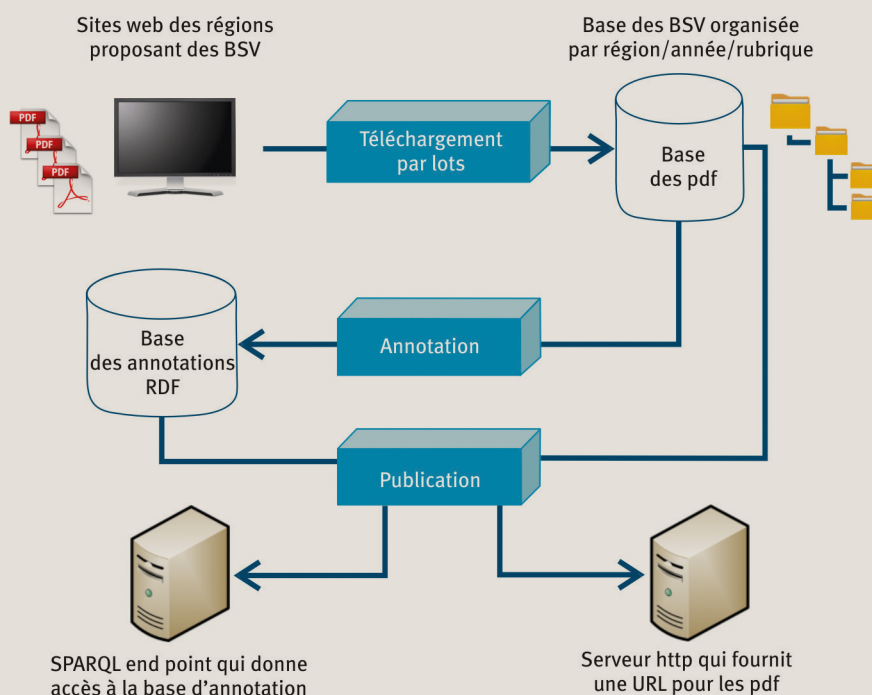 Sites web des régions
proposant des BSV
Base des BSV organisée
par région/année/rubrique
PDF
PDF
PDF
Téléchargement
par lots
Base
des pdf
Base
des annotations
RDF
Annotation
Publication
SPARQL end point qui donne
accès à la base d’annotation
Serveur http qui fournit
une URL pour les pdf